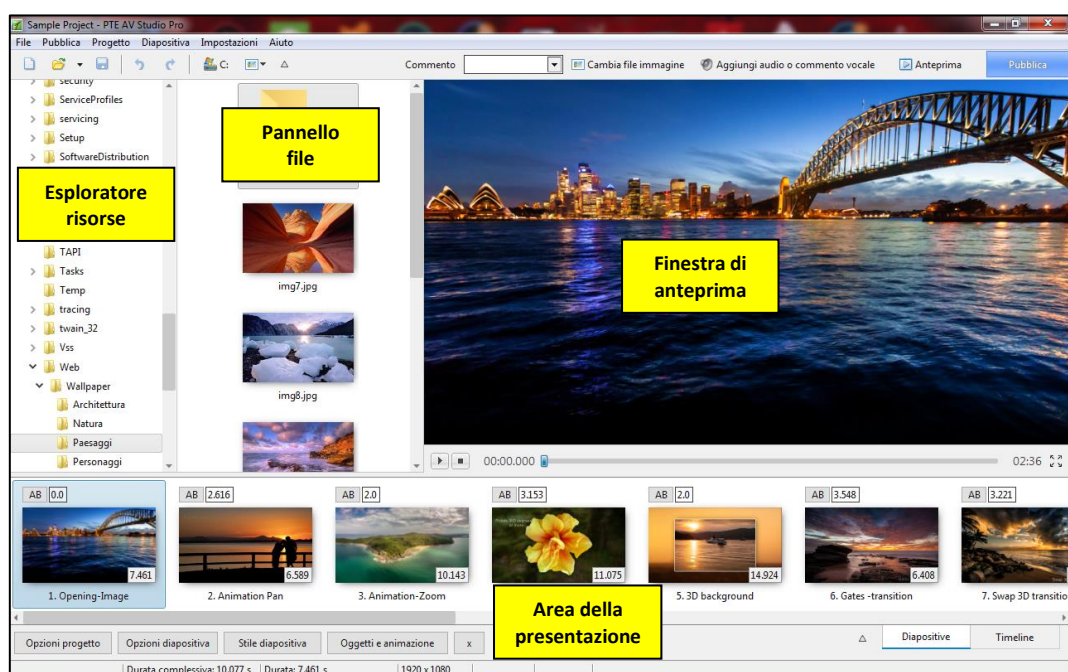 Sample Project - PTE AV Studio Pro
File Pubblica Progetto Diapositiva Impostazioni Aiuto
C: Commento Cambia file immagine Aggiungi audio o commento vocale Anteprima Pubblica
security
ServiceProfiles
servicing
Setup
SoftwareDistribution
Esploratore
risorse
TAPI
Tasks
Temp
tracing
twain_32
Vss
Web
Wallpaper
Architettura
Natura
Paesaggi
Personaggi
Pannello
file
img7.jpg
img8.jpg
Finestra di
anteprima
00:00.000 02:36
AB 0.0 AB 2.616 AB 2.0 AB 3.153 AB 2.0 AB 3.548 AB 3.221
7.461 6.589 10.143 11.075 14.924 6.408
1. Opening-Image 2. Animation Pan 3. Animation-Zoom 5. 3D background 6. Gates -transition 7. Swap 3D transitio
Area della
presentazione
Opzioni progetto Opzioni diapositiva Stile diapositiva Oggetti e animazione x Diapositive Timeline
Durata complessiva: 10.077 s Durata: 7.461 s 1920 x 1080